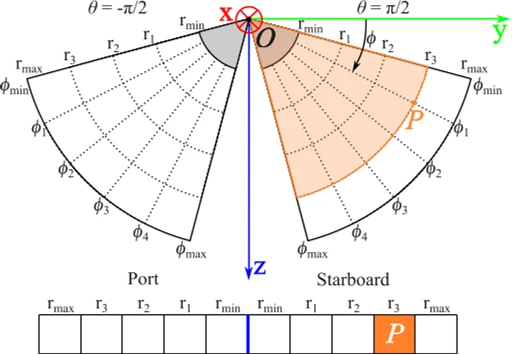 θ = -π/2
θ = π/2
x
O
y
z
r_min
r_1
r_2
r_3
r_max
ϕ_min
ϕ_1
ϕ_2
ϕ_3
ϕ_4
ϕ_max
r_min
r_1
r_2
r_3
r_max
ϕ
ϕ_min
P
ϕ_1
ϕ_2
ϕ_3
ϕ_4
ϕ_max
Port
Starboard
r_max r_3 r_2 r_1 r_min r_min r_1 r_2 r_3 r_max
P